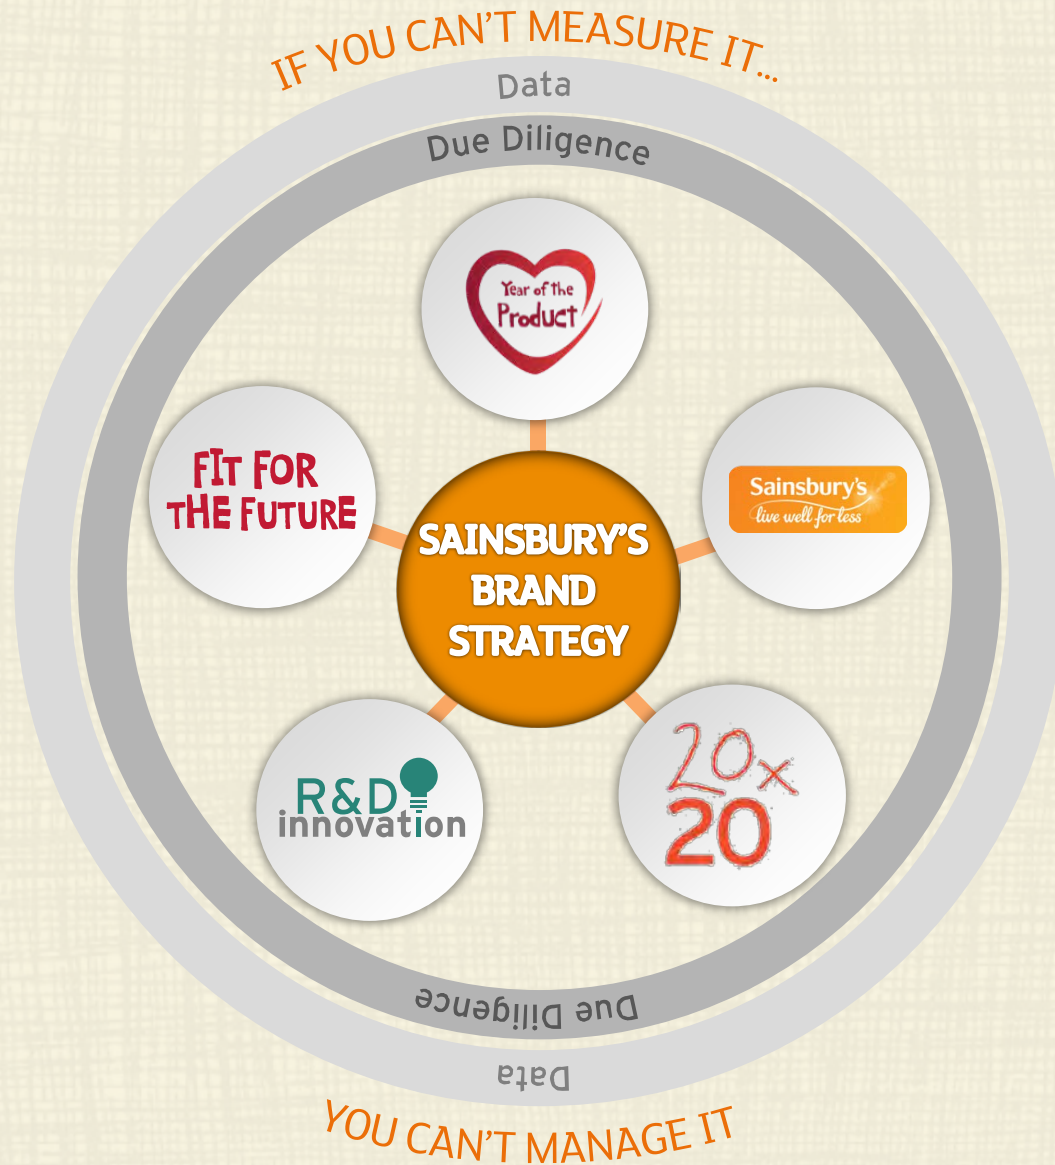 IF YOU CAN'T MEASURE IT...
Data
Due Diligence
Year of the
Product
FIT FOR
THE FUTURE
Sainsbury's
live well for less
SAINSBURY'S
BRAND
STRATEGY
R&D
innovation
20x
20
Due Diligence
Data
YOU CAN'T MANAGE IT